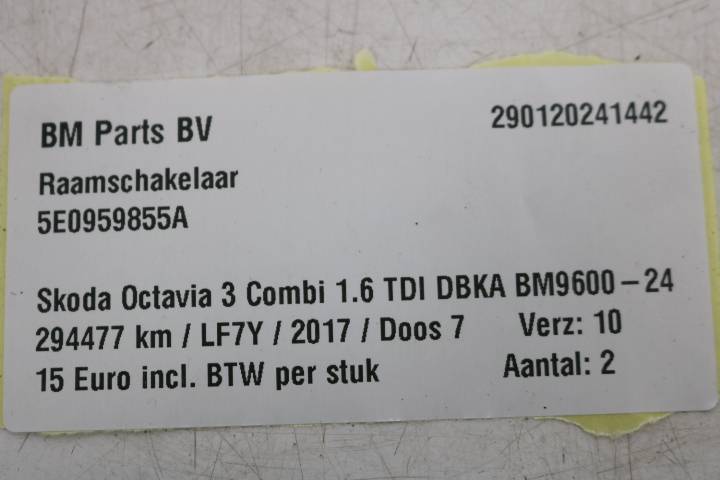 BM Parts BV 290120241442
Raamschakelaar
5E0959855A
Skoda Octavia 3 Combi 1.6 TDI DBKA BM9600-24
294477 km / LF7Y / 2017 / Doos 7 Verz: 10
15 Euro incl. BTW per stuk Aantal: 2